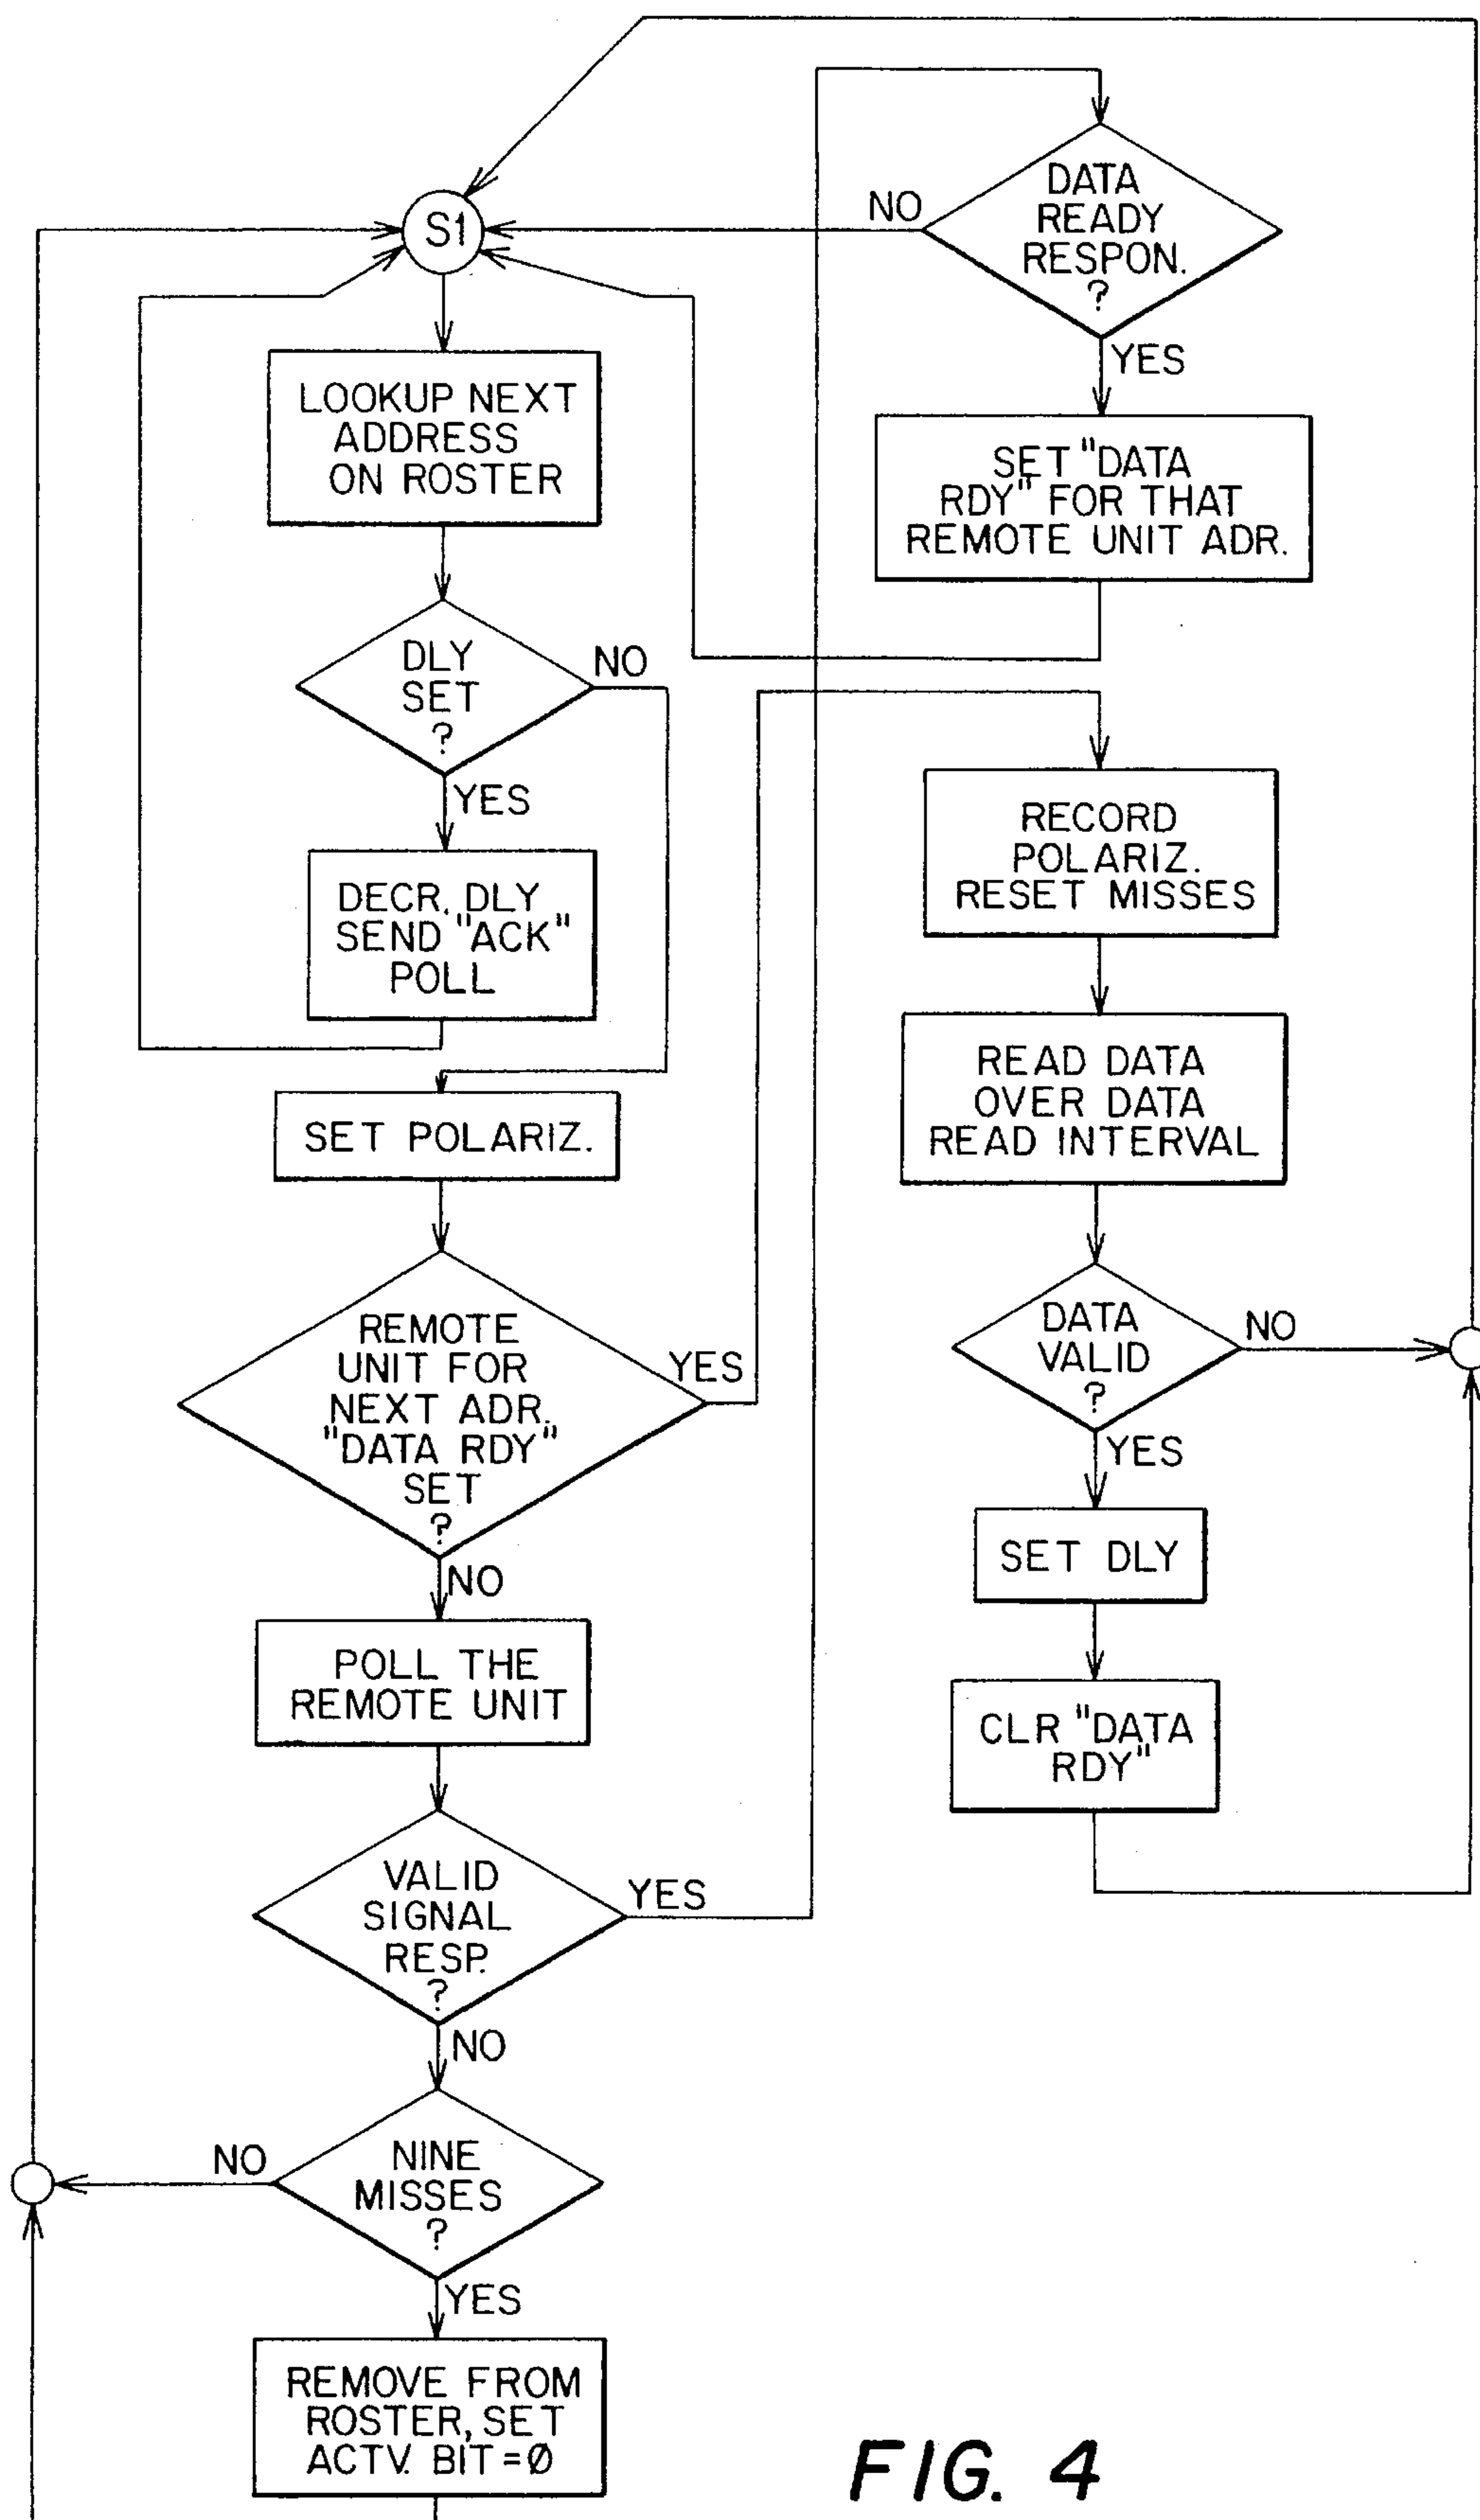 S1
LOOKUP NEXT
ADDRESS
ON ROSTER
DLY
SET
?
NO
YES
DECR. DLY
SEND "ACK"
POLL
SET POLARIZ.
REMOTE
UNIT FOR
NEXT ADR.
"DATA RDY"
SET
?
YES
NO
POLL THE
REMOTE UNIT
VALID
SIGNAL
RESP.
?
YES
NO
NINE
MISSES
?
NO
YES
REMOVE FROM
ROSTER, SET
ACTV. BIT = Ø
DATA
READY
RESPON.
?
NO
YES
SET "DATA
RDY" FOR THAT
REMOTE UNIT ADR.
RECORD
POLARIZ.
RESET MISSES
READ DATA
OVER DATA
READ INTERVAL
DATA
VALID
?
NO
YES
SET DLY
CLR "DATA
RDY"
FIG. 4